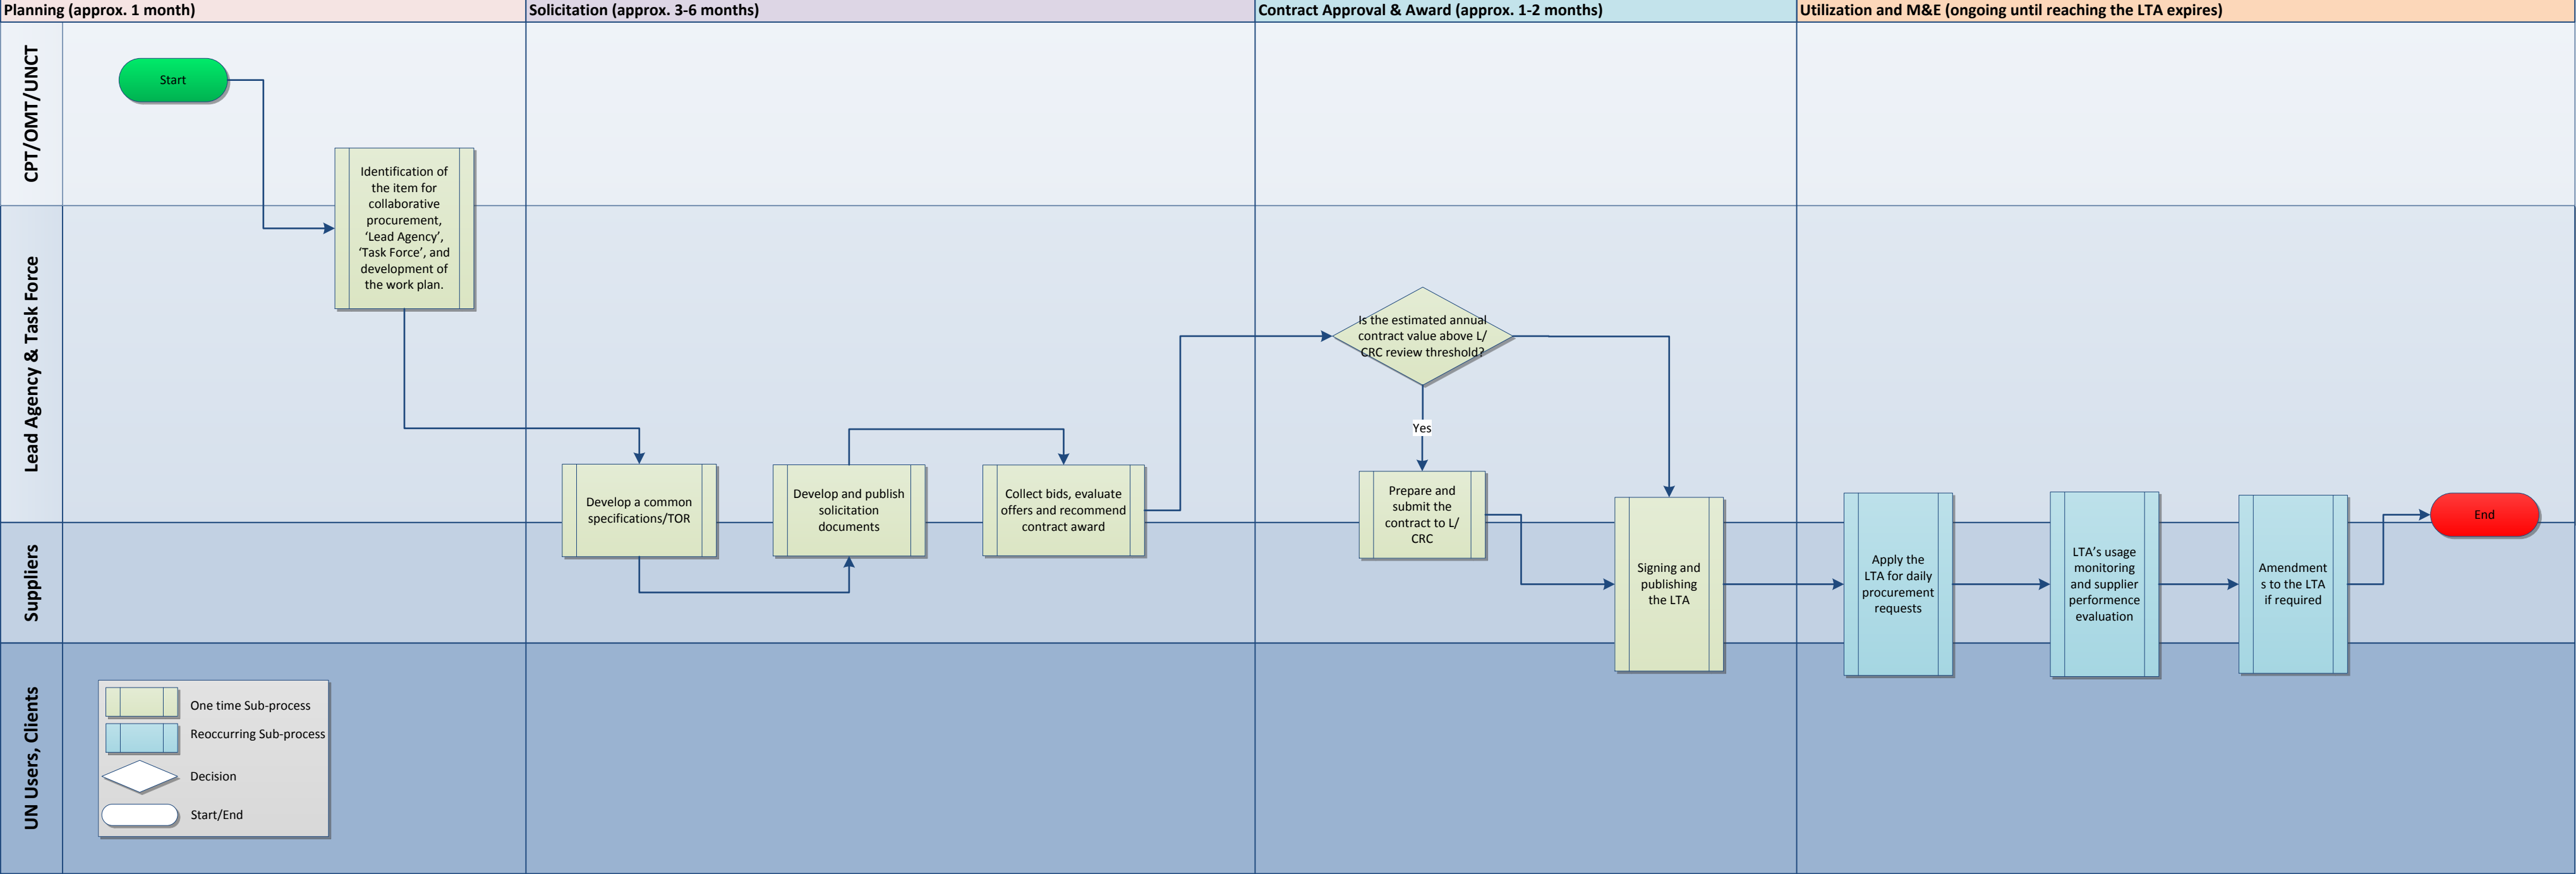 Planning (approx. 1 month)
Solicitation (approx. 3-6 months)
Contract Approval & Award (approx. 1-2 months)
Utilization and M&E (ongoing until reaching the LTA expires)
CPT/OMT/UNCT
Start
Identification of
the item for
collaborative
procurement,
‘Lead Agency’,
‘Task Force’, and
development of
the work plan.
Lead Agency & Task Force
Is the estimated annual
contract value above L/
CRC review threshold?
Yes
Develop a common
specifications/TOR
Develop and publish
solicitation
documents
Collect bids, evaluate
offers and recommend
contract award
Prepare and
submit the
contract to L/
CRC
Signing and
publishing
the LTA
Apply the
LTA for daily
procurement
requests
LTA’s usage
monitoring
and supplier
performence
evaluation
Amendment
s to the LTA
if required
End
Suppliers
UN Users, Clients
One time Sub-process
Reoccurring Sub-process
Decision
Start/End